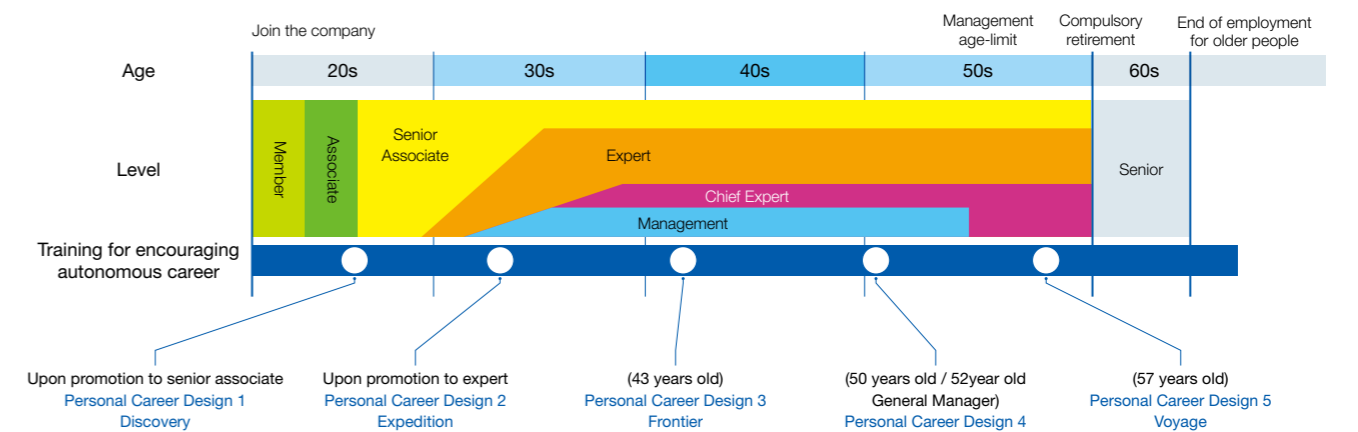 Join the company
Management
age-limit
Compulsory
retirement
End of employment
for older people
Age
20s
30s
40s
50s
60s
Level
Member
Associate
Senior
Associate
Expert
Chief Expert
Management
Senior
Training for encouraging
autonomous career
Upon promotion to senior associate
Personal Career Design 1
Discovery
Upon promotion to expert
Personal Career Design 2
Expedition
(43 years old)
Personal Career Design 3
Frontier
(50 years old / 52year old
General Manager)
Personal Career Design 4
(57 years old)
Personal Career Design 5
Voyage